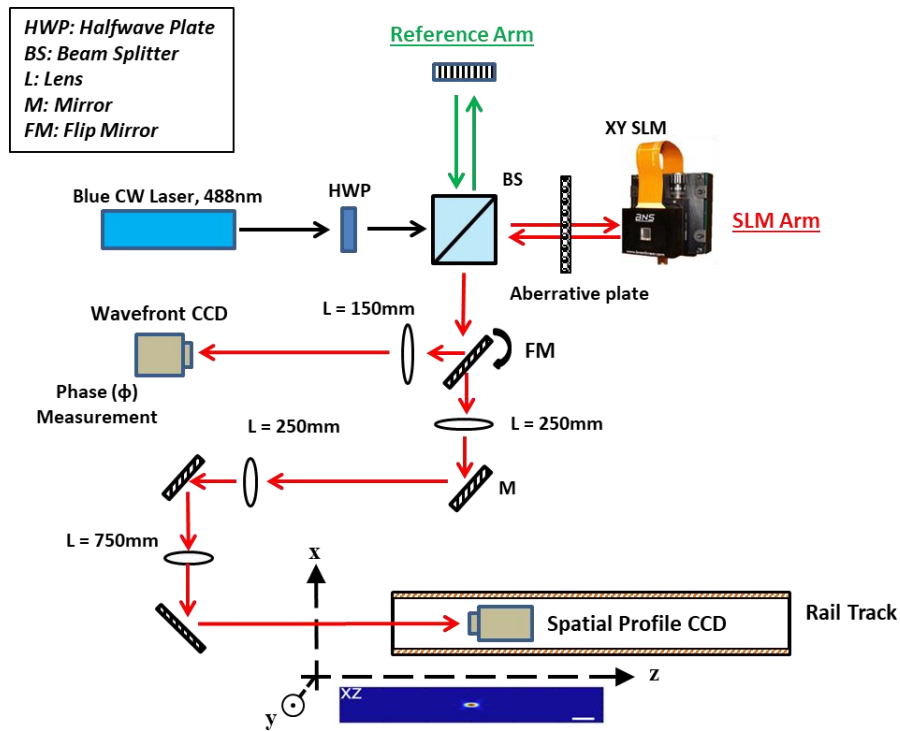 HWP: Halfwave Plate
BS: Beam Splitter
L: Lens
M: Mirror
FM: Flip Mirror
Reference Arm
XY SLM
BS
HWP
Blue CW Laser, 488nm
BNS
SLM Arm
Aberrative plate
L = 150mm
Wavefront CCD
FM
Phase (ϕ)
Measurement
L = 250mm
L = 250mm
M
L = 750mm
x
Spatial Profile CCD
Rail Track
z
y
XZ